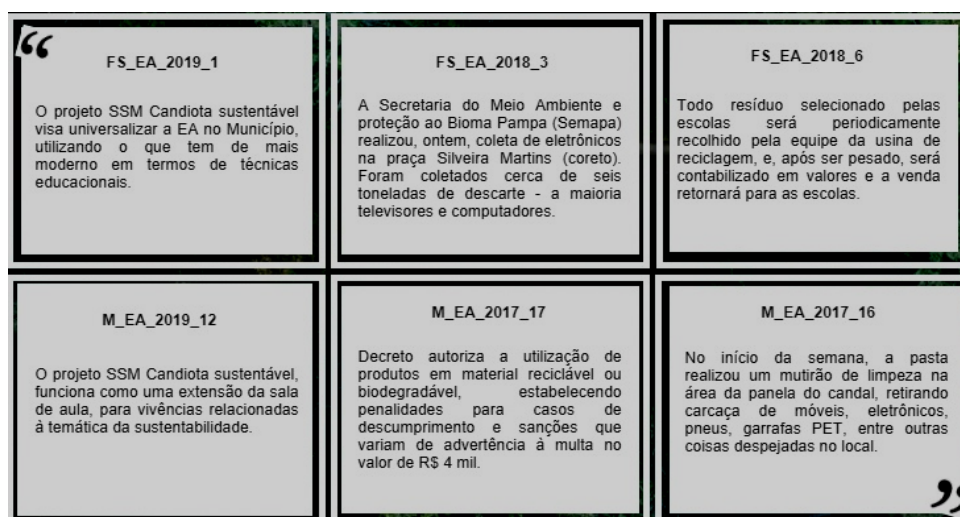 “
FS_EA_2019_1
O projeto SSM Candiota sustentável
visa universalizar a EA no Município,
utilizando o que tem de mais
moderno em termos de técnicas
educacionais.
FS_EA_2018_3
A Secretaria do Meio Ambiente e
proteção ao Bioma Pampa (Semapa)
realizou, ontem, coleta de eletrônicos
na praça Silveira Martins (coreto).
Foram coletados cerca de seis
toneladas de descarte - a maioria
televisores e computadores.
FS_EA_2018_6
Todo resíduo selecionado pelas
escolas será periodicamente
recolhido pela equipe da usina de
reciclagem, e, após ser pesado, será
contabilizado em valores e a venda
retornará para as escolas.
M_EA_2019_12
O projeto SSM Candiota sustentável,
funciona como uma extensão da sala
de aula, para vivências relacionadas
à temática da sustentabilidade.
M_EA_2017_17
Decreto autoriza a utilização de
produtos em material reciclável ou
biodegradável, estabelecendo
penalidades para casos de
descumprimento e sanções que
variam de advertência à multa no
valor de R$ 4 mil.
M_EA_2017_16
No início da semana, a pasta
realizou um mutirão de limpeza na
área da panela do candal, retirando
carcaça de móveis, eletrônicos,
pneus, garrafas PET, entre outras
coisas despejadas no local.
”